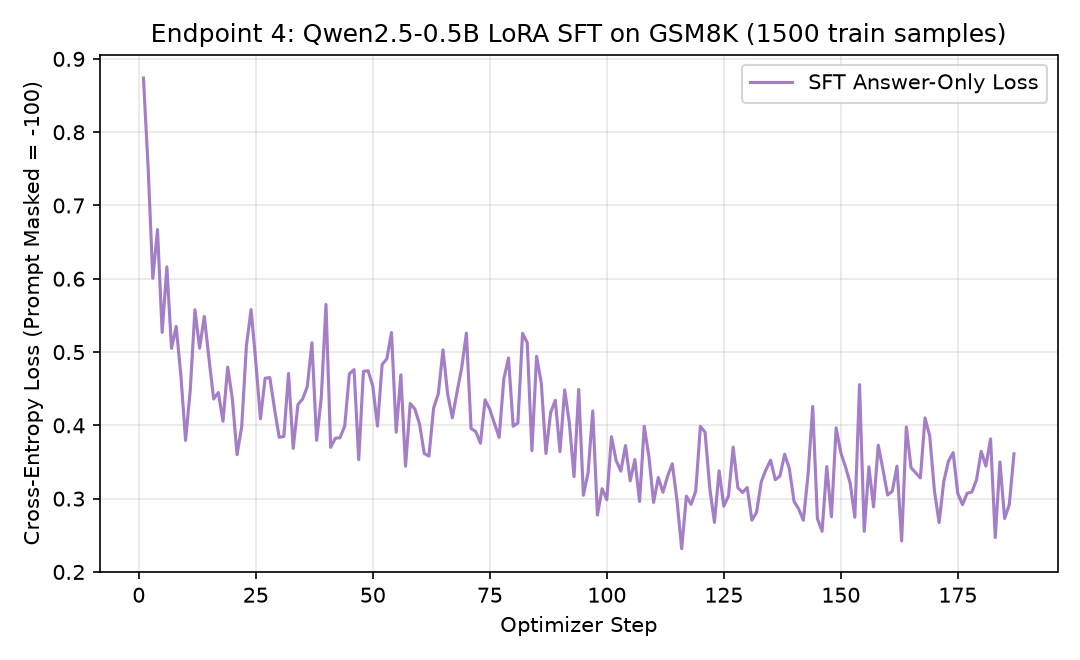 Endpoint 4: Qwen2.5-0.5B LoRA SFT on GSM8K (1500 train samples)
SFT Answer-Only Loss
Cross-Entropy Loss (Prompt Masked = -100)
0.9
0.8
0.7
0.6
0.5
0.4
0.3
0.2
0 25 50 75 100 125 150 175
Optimizer Step